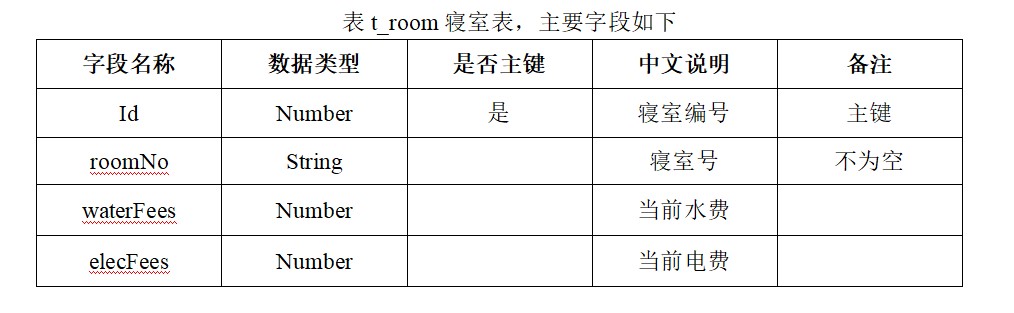 表 t_room 寝室表，主要字段如下
字段名称 数据类型 是否主键 中文说明 备注
Id Number 是 寝室编号 主键
roomNo String 寝室号 不为空
waterFees Number 当前水费
elecFees Number 当前电费